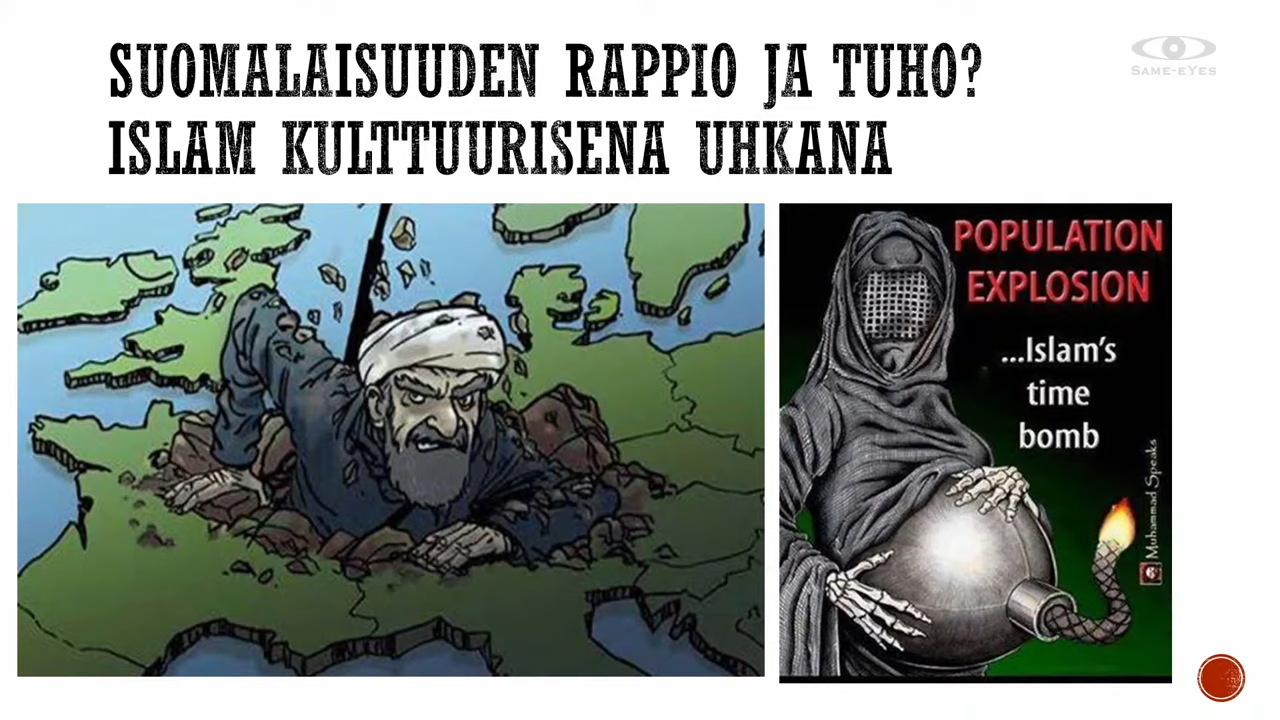 SUOMALAISUUDEN RAPPIO JA TUHO?
ISLAM KULTTUURISENA UHKANA
SAME-EYES
POPULATION
EXPLOSION
...Islam's
time
bomb
Muhammad Speaks